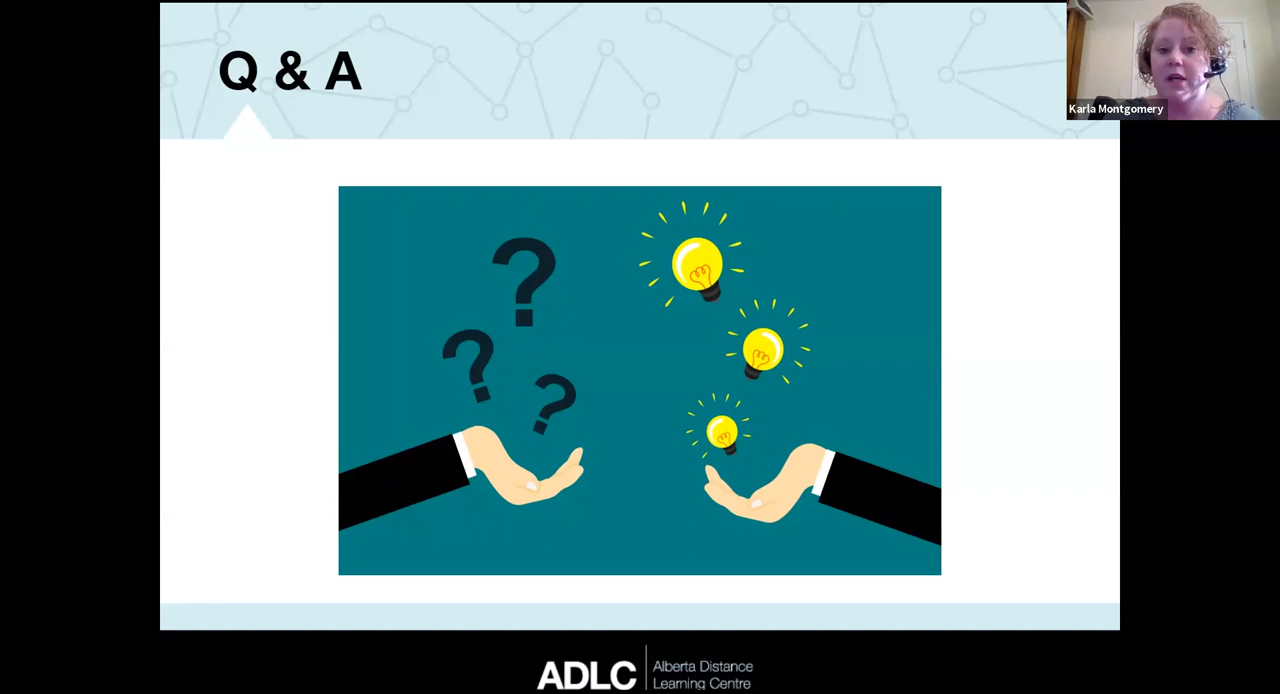 Q & A
Karla Montgomery
? 
?
?
ADLC
Alberta Distance
Learning Centre